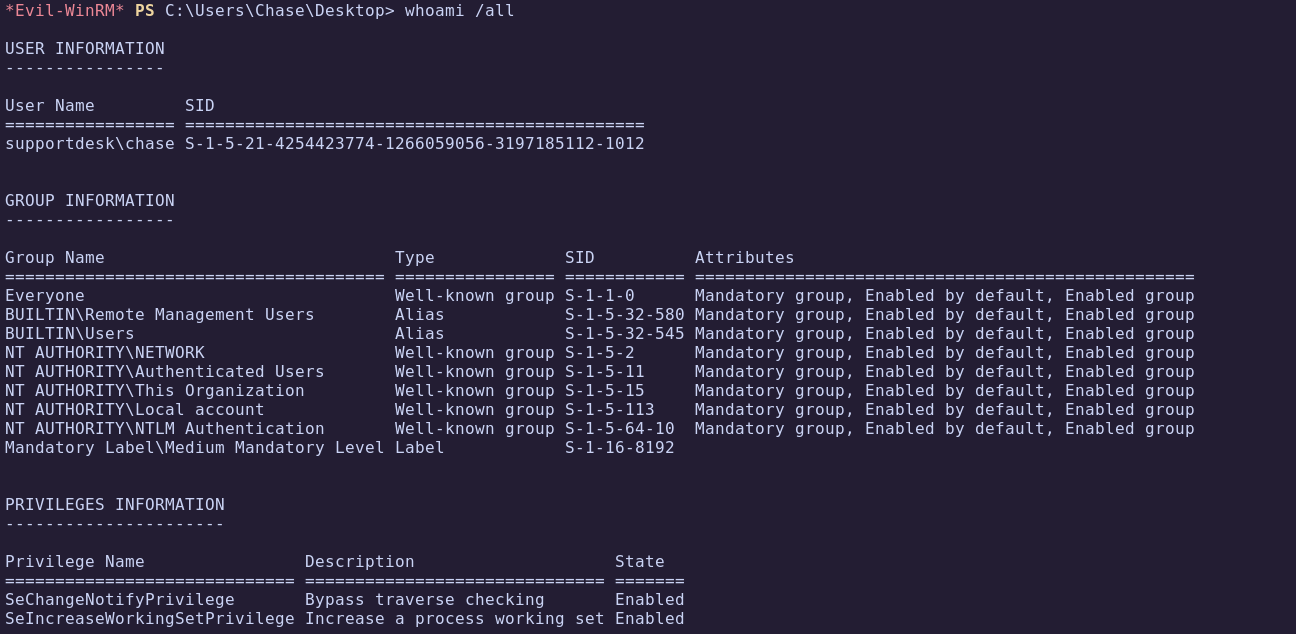 *Evil-WinRM* PS C:\Users\Chase\Desktop> whoami /all

USER INFORMATION
----------------

User Name         SID
================= ==============================================
supportdesk\chase S-1-5-21-4254423774-1266059056-3197185112-1012


GROUP INFORMATION
-----------------

Group Name                             Type             SID          Attributes
====================================== ================ ============ ==================================================
Everyone                               Well-known group S-1-1-0      Mandatory group, Enabled by default, Enabled group
BUILTIN\Remote Management Users        Alias            S-1-5-32-580 Mandatory group, Enabled by default, Enabled group
BUILTIN\Users                          Alias            S-1-5-32-545 Mandatory group, Enabled by default, Enabled group
NT AUTHORITY\NETWORK                   Well-known group S-1-5-2      Mandatory group, Enabled by default, Enabled group
NT AUTHORITY\Authenticated Users       Well-known group S-1-5-11     Mandatory group, Enabled by default, Enabled group
NT AUTHORITY\This Organization         Well-known group S-1-5-15     Mandatory group, Enabled by default, Enabled group
NT AUTHORITY\Local account             Well-known group S-1-5-113    Mandatory group, Enabled by default, Enabled group
NT AUTHORITY\NTLM Authentication       Well-known group S-1-5-64-10  Mandatory group, Enabled by default, Enabled group
Mandatory Label\Medium Mandatory Level Label            S-1-16-8192


PRIVILEGES INFORMATION
----------------------

Privilege Name                Description                    State
============================= ============================== =======
SeChangeNotifyPrivilege       Bypass traverse checking       Enabled
SeIncreaseWorkingSetPrivilege Increase a process working set Enabled